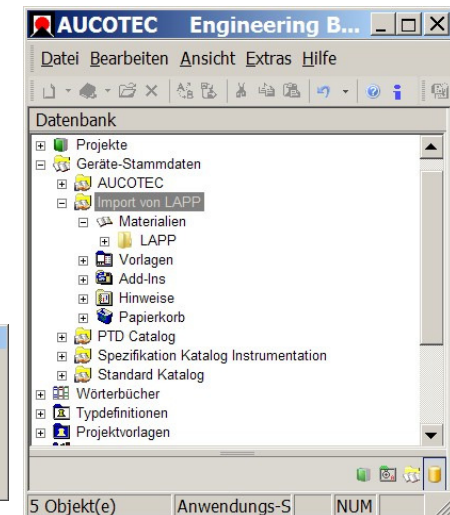 AUCOTEC Engineering B...
Datei Bearbeiten Ansicht Extras Hilfe
Datenbank
Projekte
Geräte-Stammdaten
AUCOTEC
Import von LAPP
Materialien
LAPP
Vorlagen
Add-Ins
Hinweise
Papierkorb
PTD Catalog
Spezifikation Katalog Instrumentation
Standard Katalog
Wörterbücher
Typdefinitionen
Projektvorlagen
5 Objekt(e) Anwendungs-S NUM